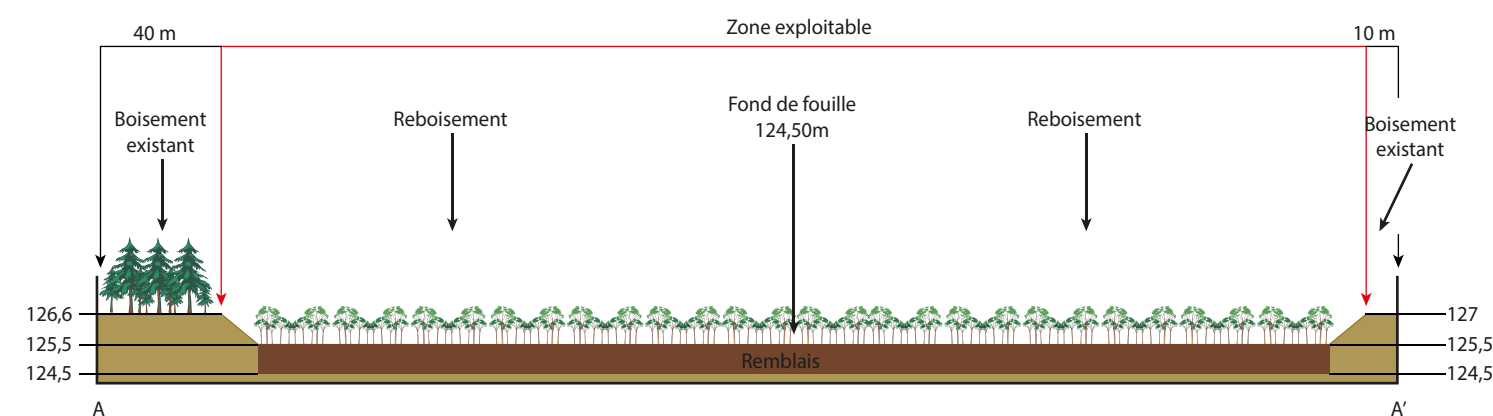 40 m
Zone exploitable
10 m
Boisement
existant
Reboisement
Fond de fouille
124,50m
Reboisement
Boisement
existant
126,6
127
125,5
125,5
Remblais
124,5
124,5
A
A'